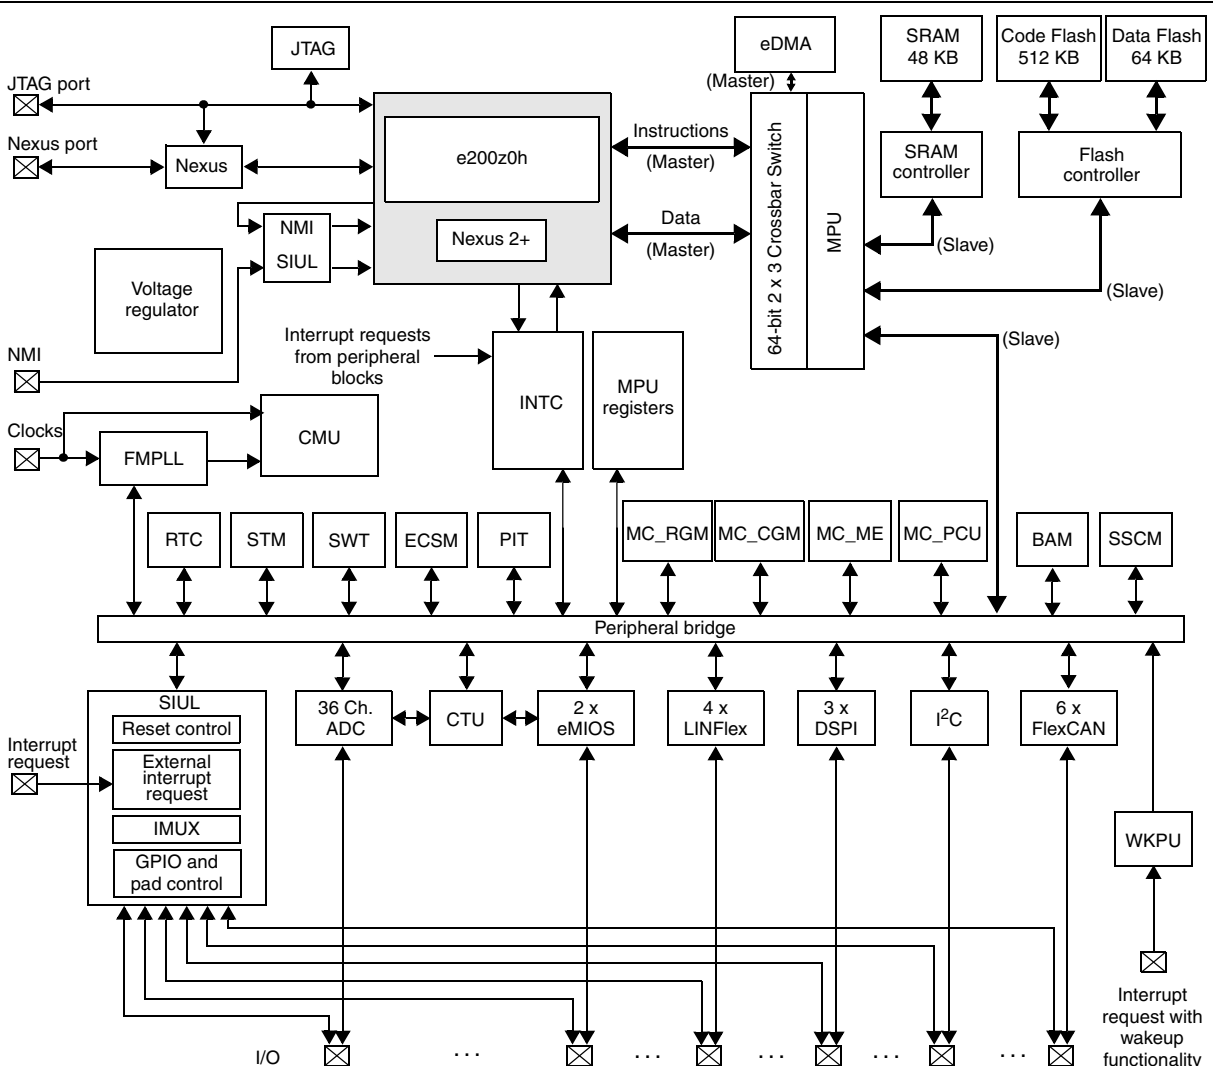 JTAG
eDMA
SRAM
48 KB
Code Flash
512 KB
Data Flash
64 KB
JTAG port
(Master)
Nexus port
Nexus
e200z0h
Instructions
(Master)
64-bit 2 x 3 Crossbar Switch
MPU
SRAM
controller
Flash
controller
NMI
SIUL
Nexus 2+
Data
(Master)
(Slave)
(Slave)
(Slave)
Voltage
regulator
NMI
Interrupt requests
from peripheral
blocks
INTC
MPU
registers
Clocks
FMPLL
CMU
RTC
STM
SWT
ECSM
PIT
MC_RGM
MC_CGM
MC_ME
MC_PCU
BAM
SSCM
Peripheral bridge
SIUL
Reset control
External
interrupt
request
IMUX
GPIO and
pad control
Interrupt
request
36 Ch.
ADC
CTU
2 x
eMIOS
4 x
LINFlex
3 x
DSPI
I²C
6 x
FlexCAN
WKPU
I/O
. . .
. . .
. . .
. . .
. . .
Interrupt
request with
wakeup
functionality